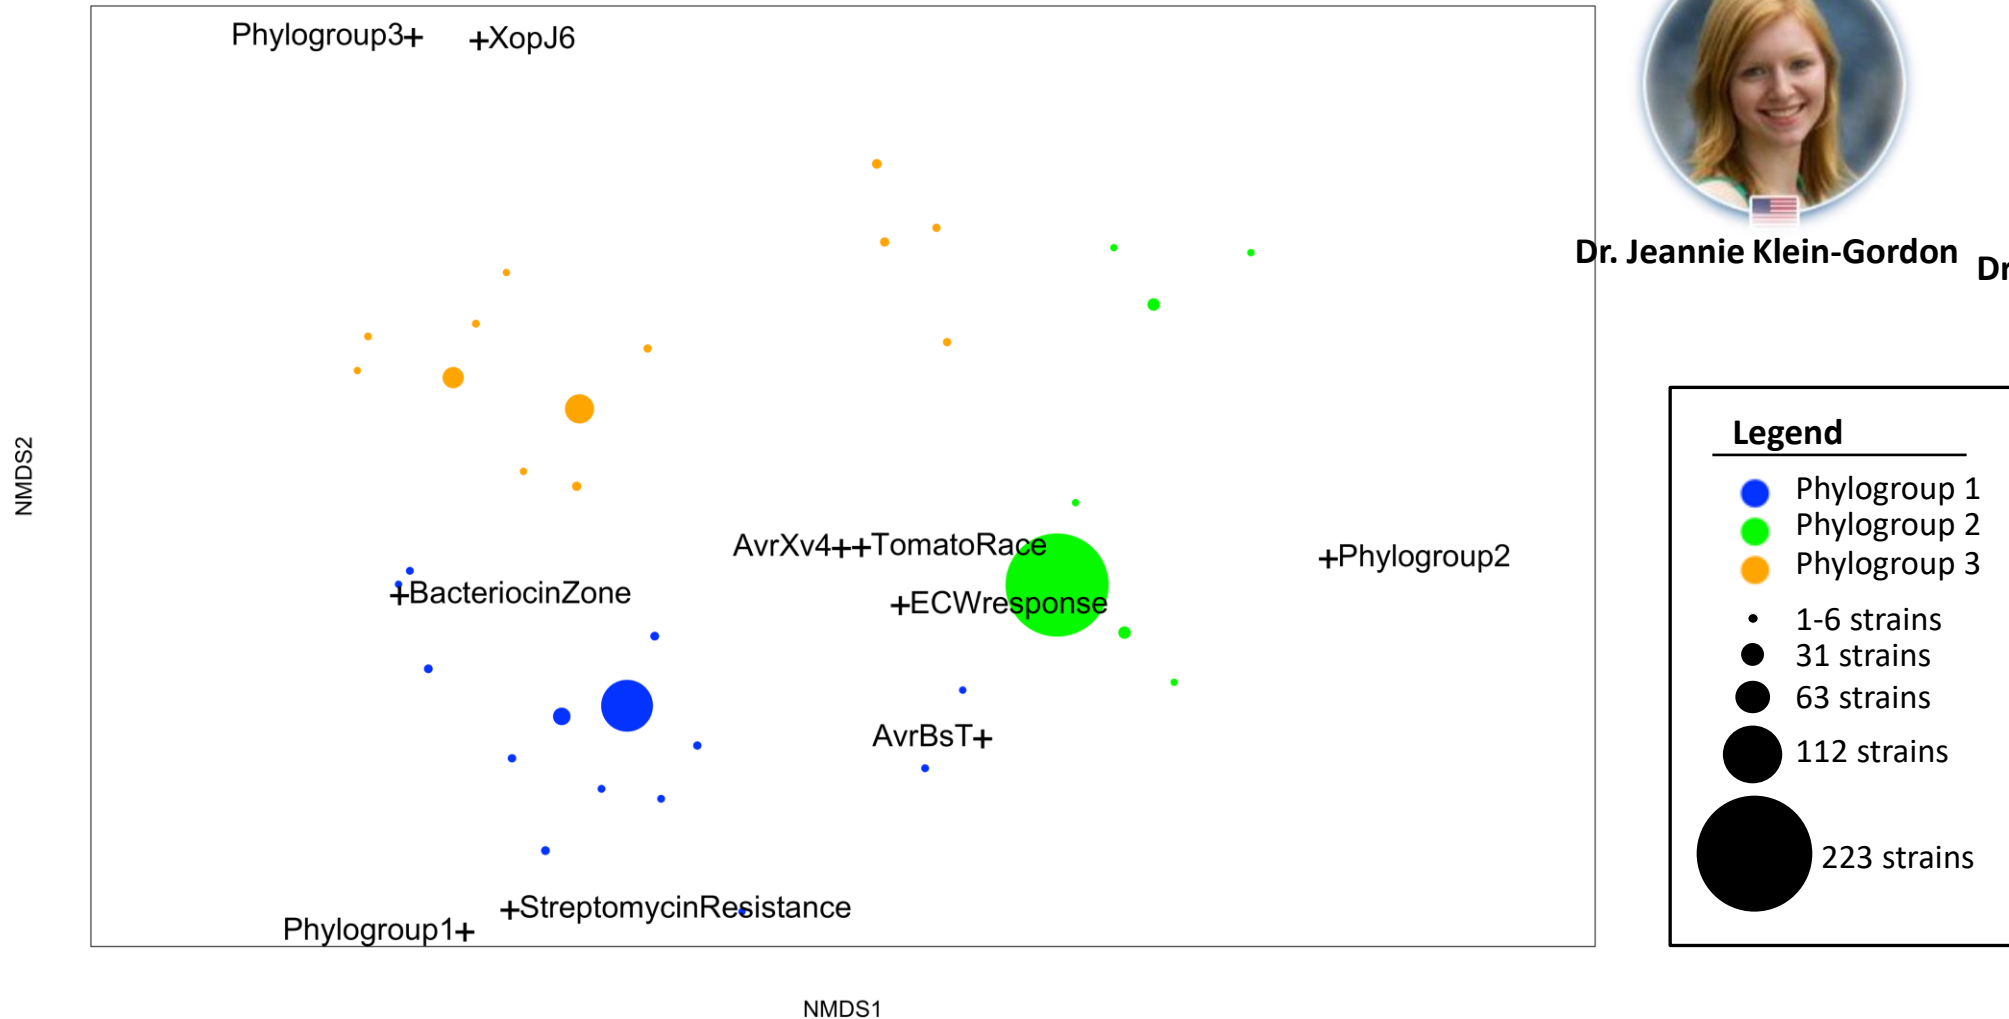 Phylogroup3+ +XopJ6
Dr. Jeannie Klein-Gordon
Dr
NMDS2
Legend
Phylogroup 1
Phylogroup 2
Phylogroup 3
1-6 strains
31 strains
63 strains
112 strains
223 strains
AvrXv4++TomatoRace
+Phylogroup2
+BacteriocinZone
+ECWresponse
AvrBsT+
+StreptomycinResistance
Phylogroup1+
NMDS1